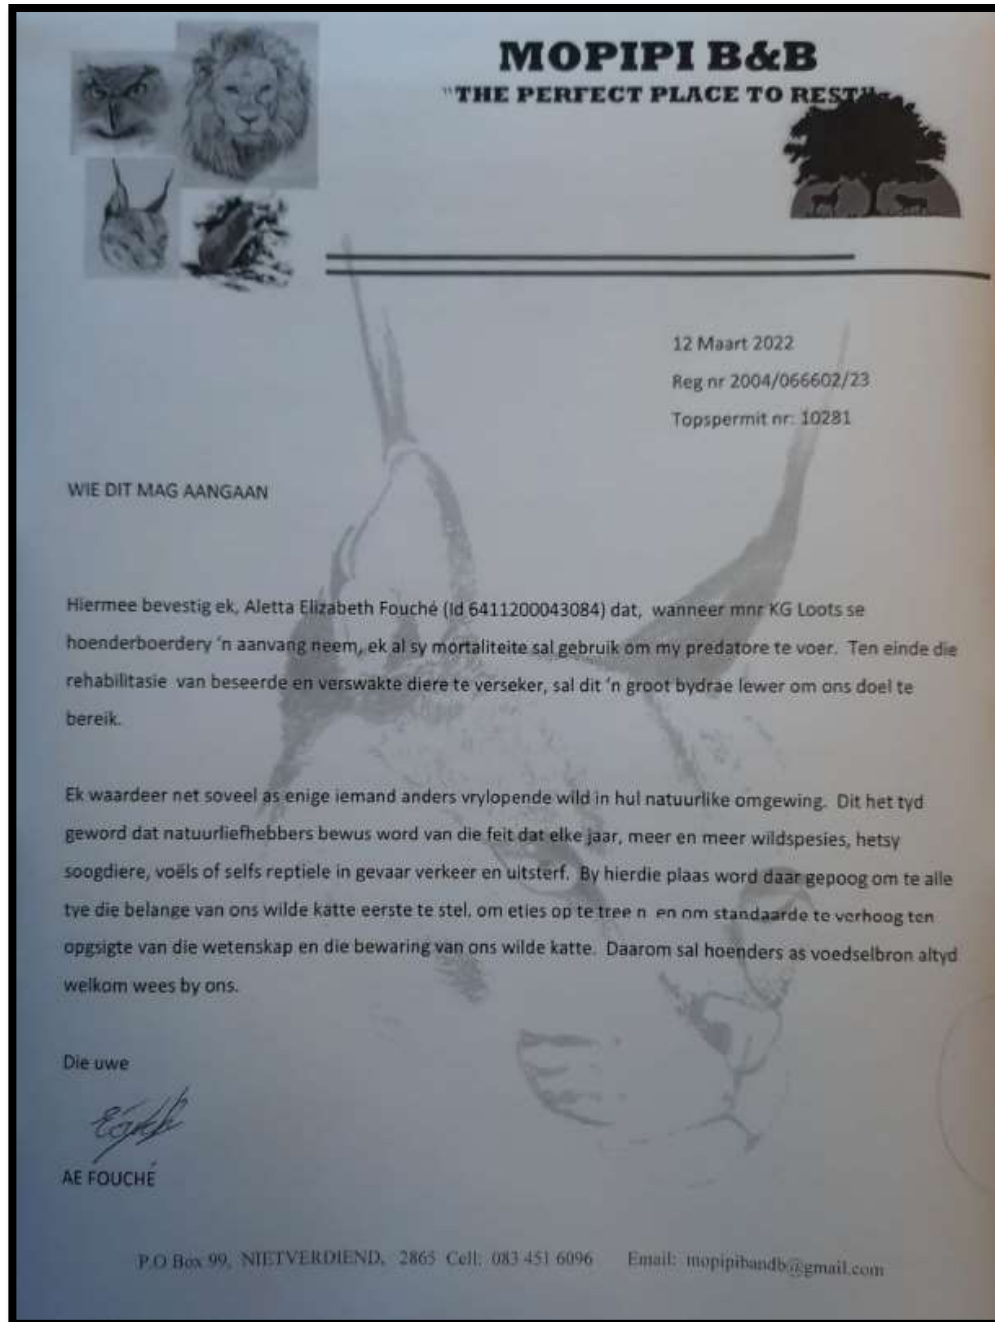 MOPIPI B&B
"THE PERFECT PLACE TO REST"
12 Maart 2022
Reg nr 2004/066602/23
Topspermit nr: 10281
WIE DIT MAG AANGAAN
Hiermee bevestig ek, Aletta Elizabeth Fouché (Id 6411200043084) dat, wanneer mnr KG Loots se
hoenderboerdery 'n aanvang neem, ek al sy mortaliteite sal gebruik om my predatore te voer. Ten einde die
rehabilitasie van beseerde en verswakte diere te verseker, sal dit 'n groot bydrae lewer om ons doel te
bereik.
Ek waardeer net soveel as enige iemand anders vrylopende wild in hul natuurlike omgewing. Dit het tyd
geword dat natuurliefhebbers bewus word van die feit dat elke jaar, meer en meer wildspesies, hetsy
soogdiere, voëls of selfs reptiele in gevaar verkeer en uitsterf. By hierdie plaas word daar gepoog om te alle
tye die belange van ons wilde katte eerste te stel, om eties op te tree n en om standaarde te verhoog ten
opgsigte van die wetenskap en die bewaring van ons wilde katte. Daarom sal hoenders as voedselbron altyd
welkom wees by ons.
Die uwe
AE FOUCHÉ
P.O Box 99, NIETVERDIEND, 2865 Cell: 083 451 6096 Email: mopipibandb@gmail.com